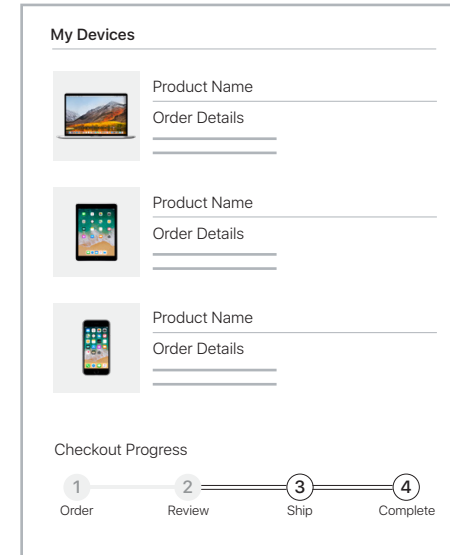 My Devices
Product Name
Order Details
Product Name
Order Details
Product Name
Order Details
Checkout Progress
1 2 3 4
Order Review Ship Complete